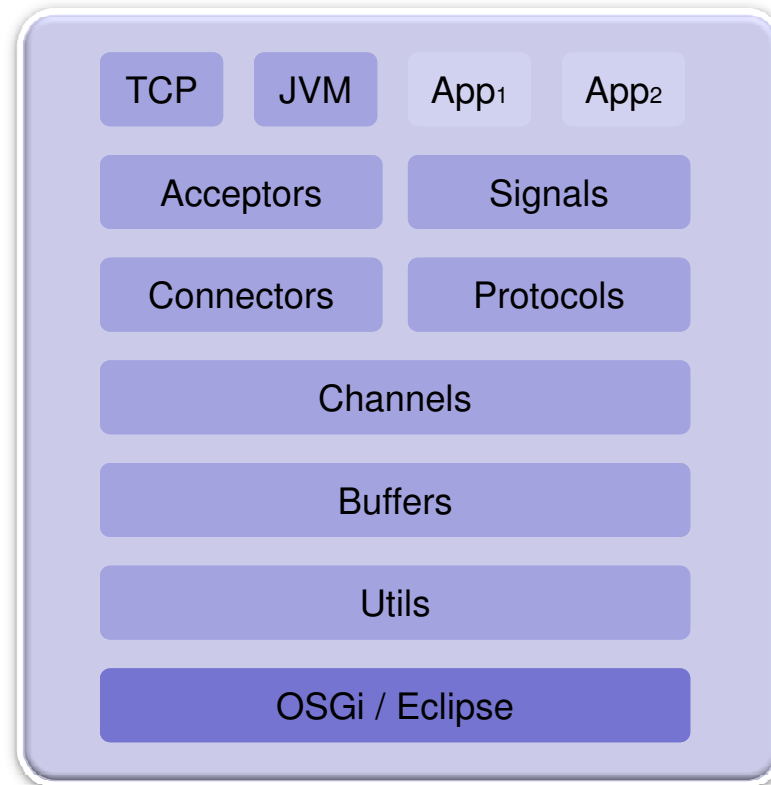 TCP JVM App1 App2
Acceptors Signals
Connectors Protocols
Channels
Buffers
Utils
OSGi / Eclipse